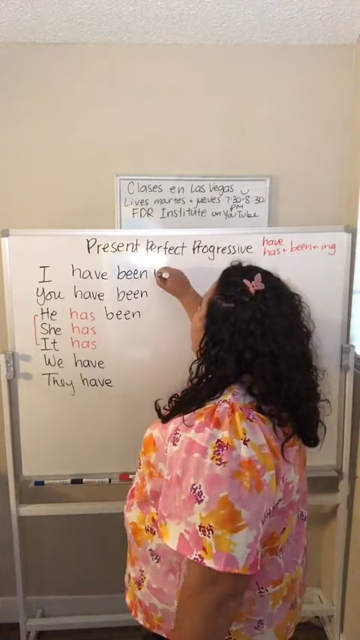 Clases en Las Vegas
Lives martes + jueves 7:30-8:30
pm
FDR Institute on YouTube
Present Perfect Progressive
have
has + been + ing
I have been
You have been
He has been
She has
It has
We have
They have